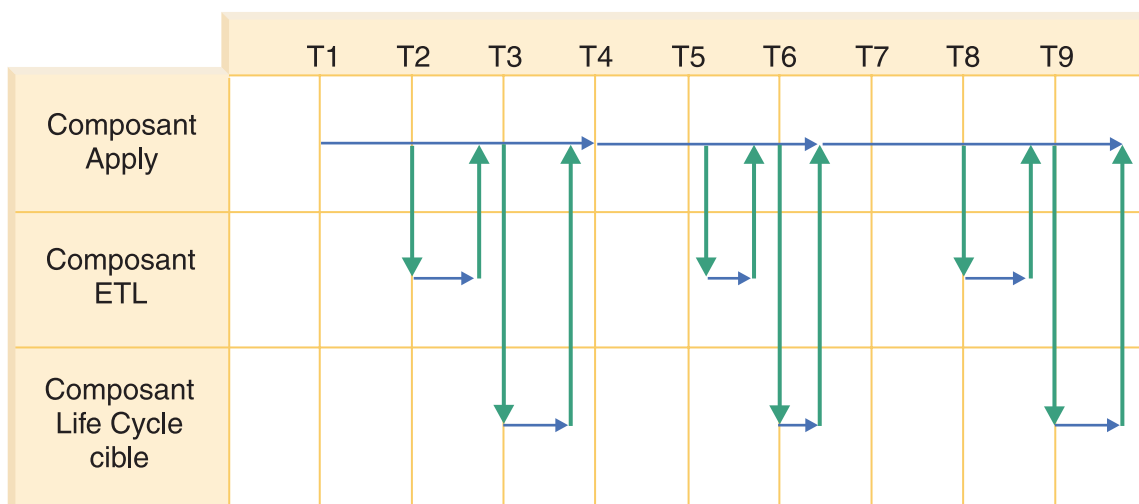 T1 T2 T3 T4 T5 T6 T7 T8 T9
Composant
Apply
Composant
ETL
Composant
Life Cycle
cible